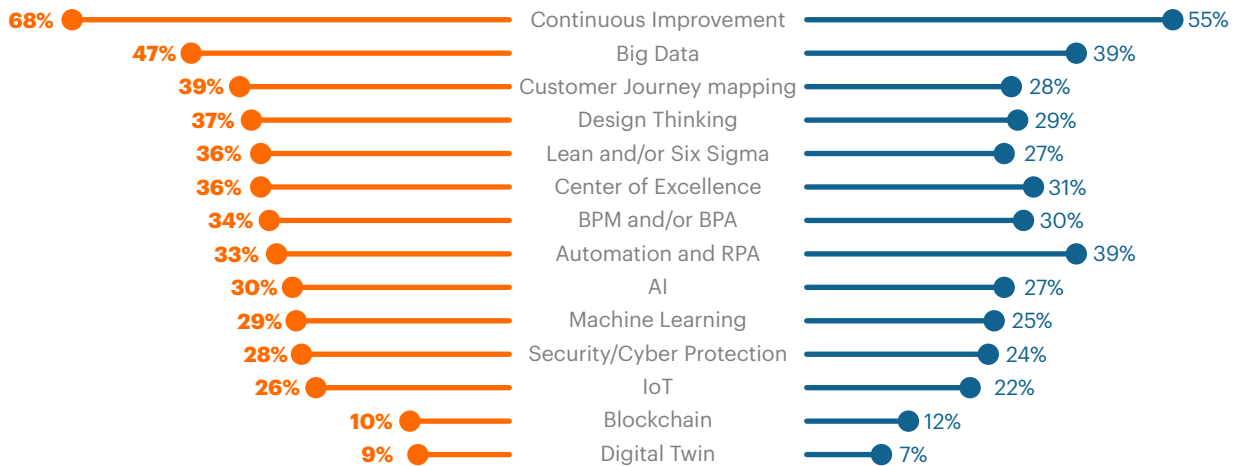 68% Continuous Improvement 55%
47% Big Data 39%
39% Customer Journey mapping 28%
37% Design Thinking 29%
36% Lean and/or Six Sigma 27%
36% Center of Excellence 31%
34% BPM and/or BPA 30%
33% Automation and RPA 39%
30% AI 27%
29% Machine Learning 25%
28% Security/Cyber Protection 24%
26% IoT 22%
10% Blockchain 12%
9% Digital Twin 7%